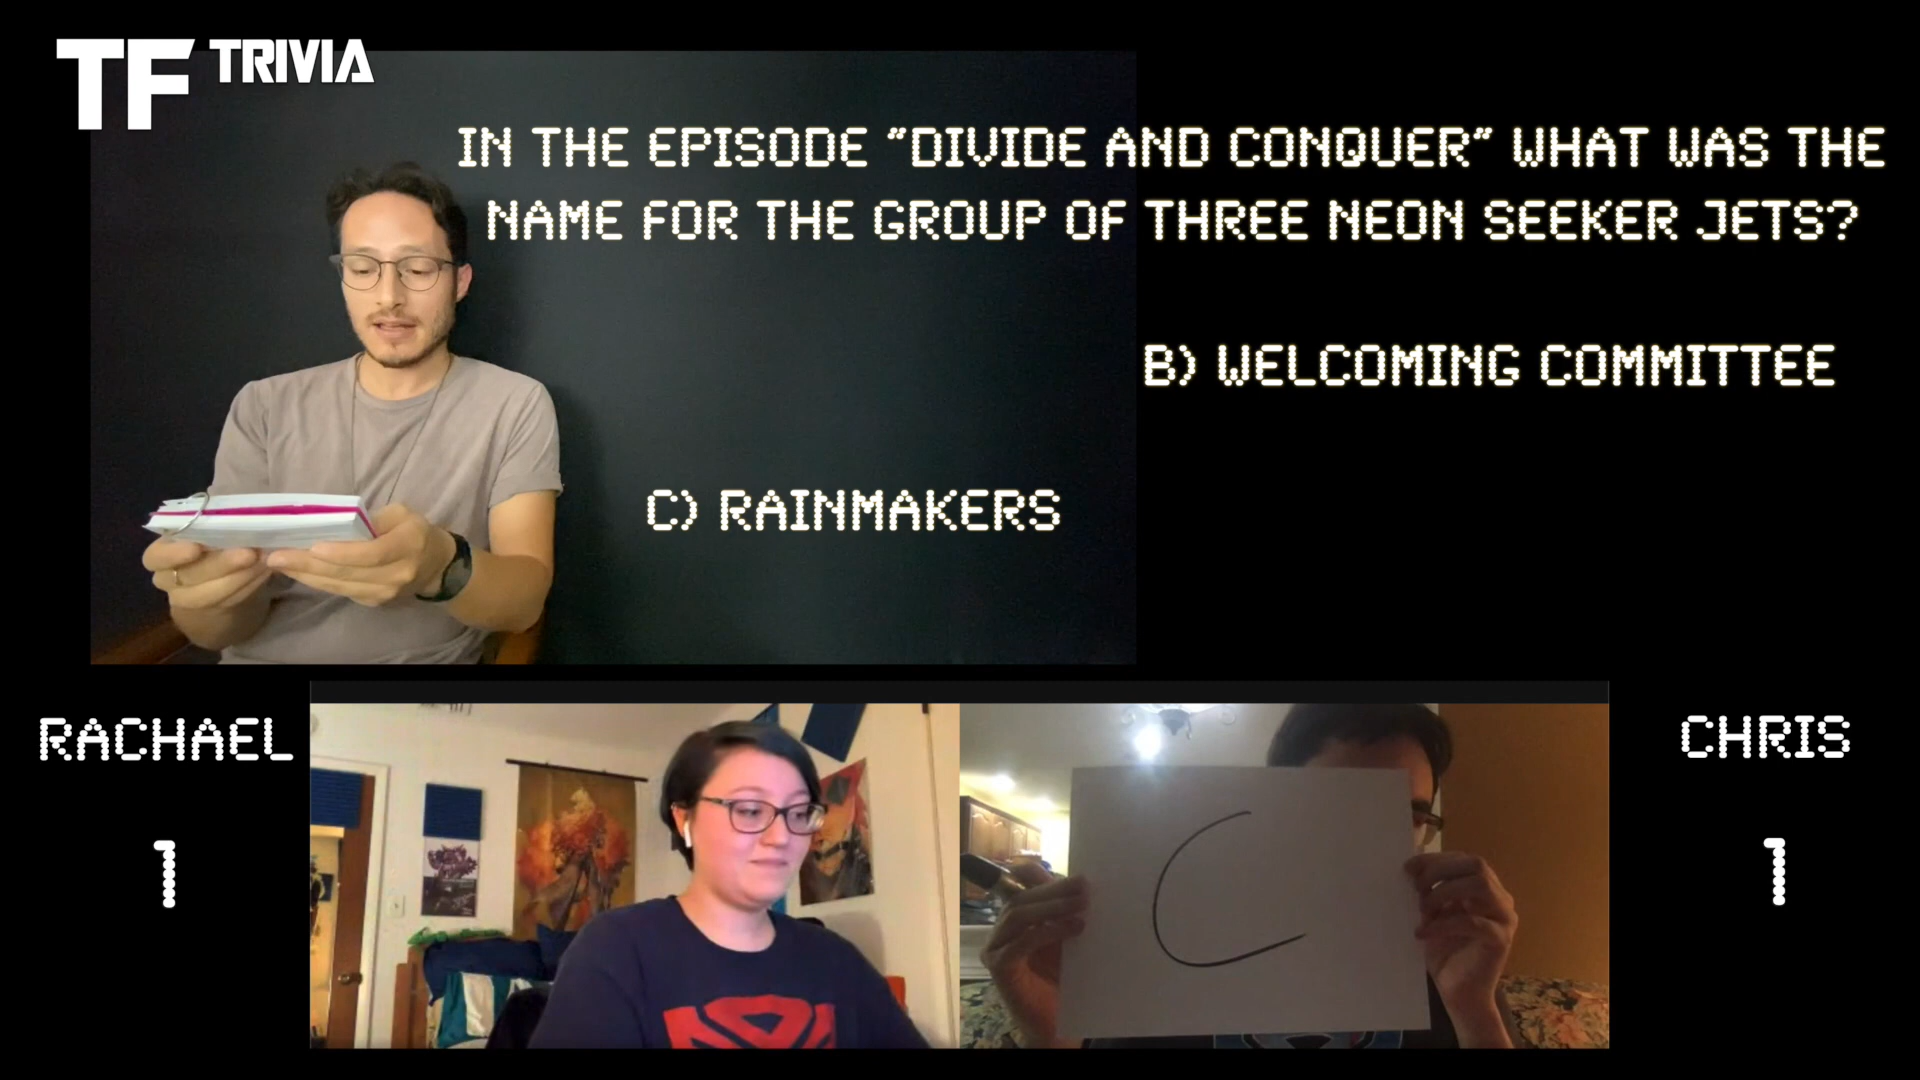 TF TRIVIA
IN THE EPISODE "DIVIDE AND CONQUER" WHAT WAS THE
NAME FOR THE GROUP OF THREE NEON SEEKER JETS?
B) WELCOMING COMMITTEE
C) RAINMAKERS
RACHAEL
1
C
CHRIS
1